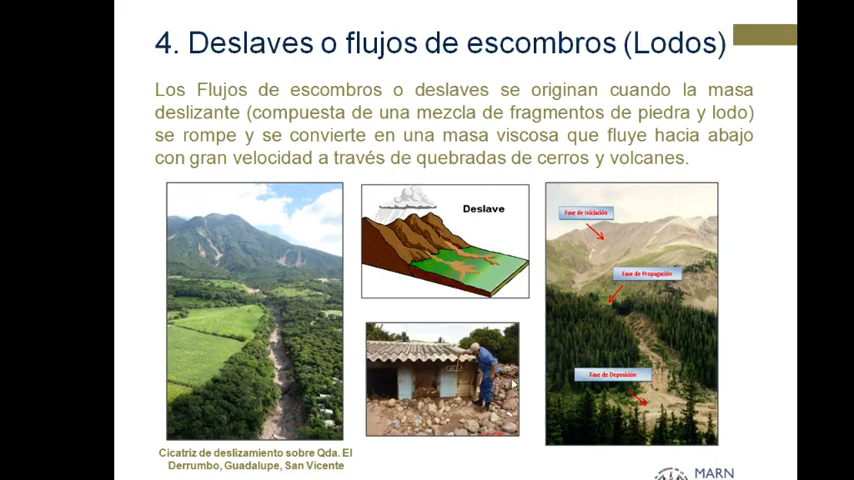 4. Deslaves o flujos de escombros (Lodos)
Los Flujos de escombros o deslaves se originan cuando la masa
deslizante (compuesta de una mezcla de fragmentos de piedra y lodo)
se rompe y se convierte en una masa viscosa que fluye hacia abajo
con gran velocidad a través de quebradas de cerros y volcanes.
Deslave
Fase de Iniciación
Fase de Propagación
Fase de Deposición
Cicatriz de deslizamiento sobre Qda. El
Derrumbo, Guadalupe, San Vicente
MARN